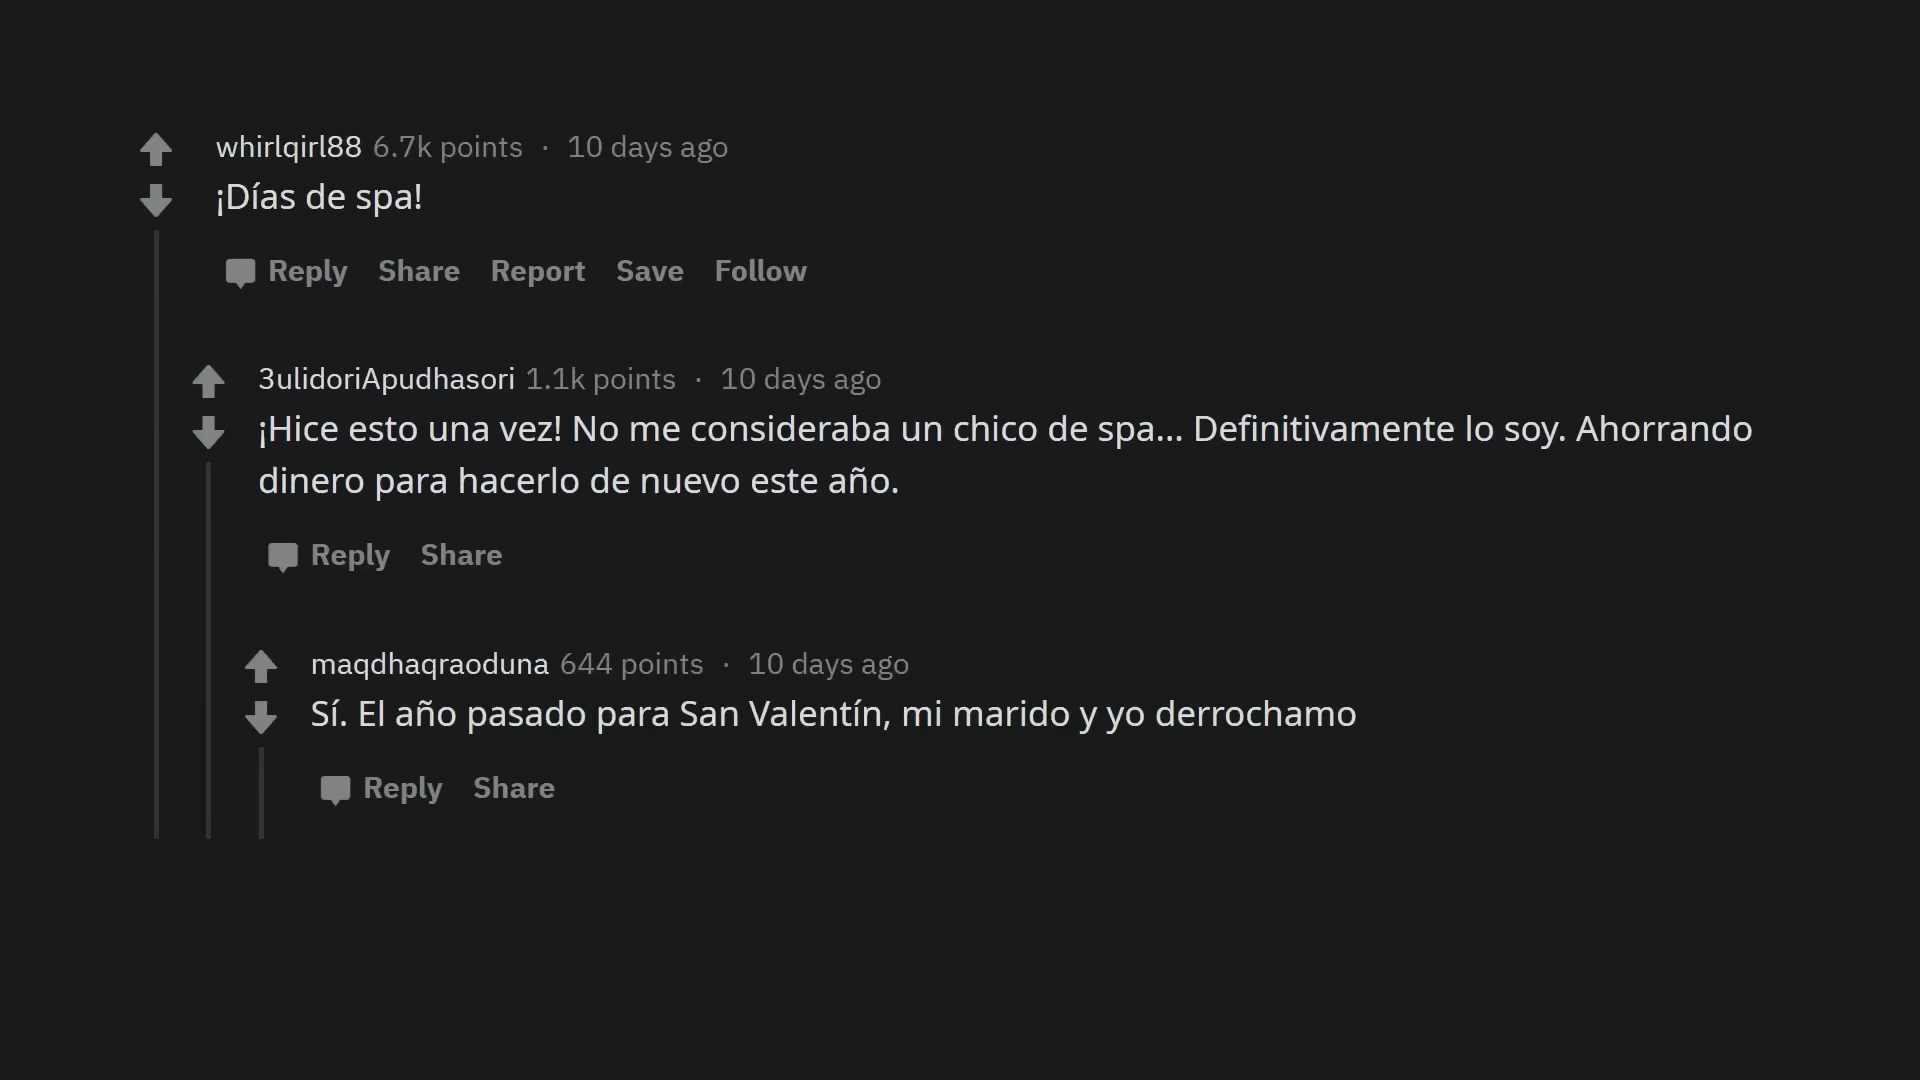 whirlqirl88 6.7k points · 10 days ago
¡Días de spa!
Reply Share Report Save Follow
3ulidoriApudhasori 1.1k points · 10 days ago
¡Hice esto una vez! No me consideraba un chico de spa... Definitivamente lo soy. Ahorrando
dinero para hacerlo de nuevo este año.
Reply Share
maqdhaqraoduna 644 points · 10 days ago
Sí. El año pasado para San Valentín, mi marido y yo derrochamo
Reply Share